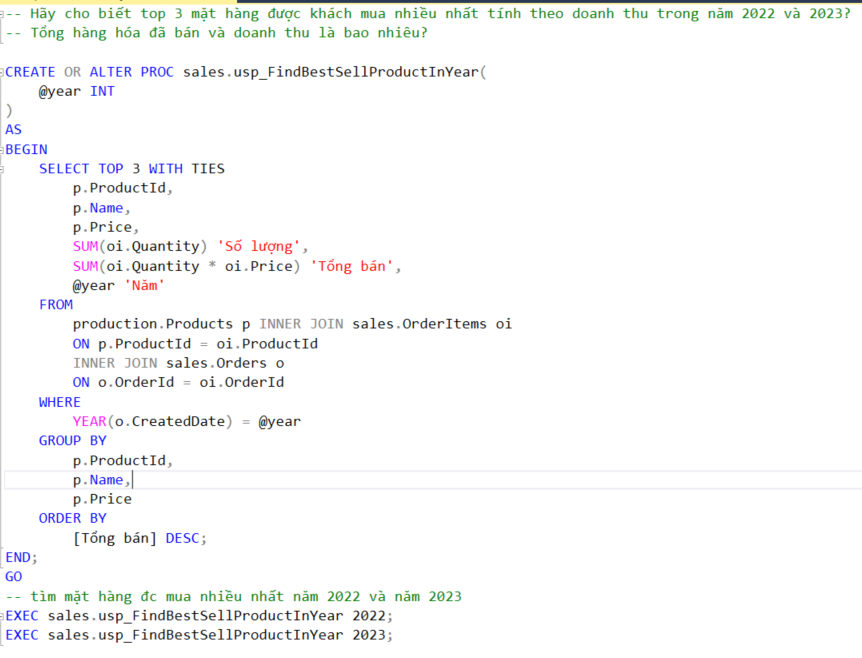 -- Hãy cho biết top 3 mặt hàng được khách mua nhiều nhất tính theo doanh thu trong năm 2022 và 2023?
-- Tổng hàng hóa đã bán và doanh thu là bao nhiêu?
CREATE OR ALTER PROC sales.usp_FindBestSellProductInYear(
    @year INT
)
AS
BEGIN
    SELECT TOP 3 WITH TIES
        p.ProductId,
        p.Name,
        p.Price,
        SUM(oi.Quantity) 'Số lượng',
        SUM(oi.Quantity * oi.Price) 'Tổng bán',
        @year 'Năm'
    FROM
        production.Products p INNER JOIN sales.OrderItems oi
        ON p.ProductId = oi.ProductId
        INNER JOIN sales.Orders o
        ON o.OrderId = oi.OrderId
    WHERE
        YEAR(o.CreatedDate) = @year
    GROUP BY
        p.ProductId,
        p.Name,
        p.Price
    ORDER BY
        [Tổng bán] DESC;
END;
GO
-- tìm mặt hàng đc mua nhiều nhất năm 2022 và năm 2023
EXEC sales.usp_FindBestSellProductInYear 2022;
EXEC sales.usp_FindBestSellProductInYear 2023;